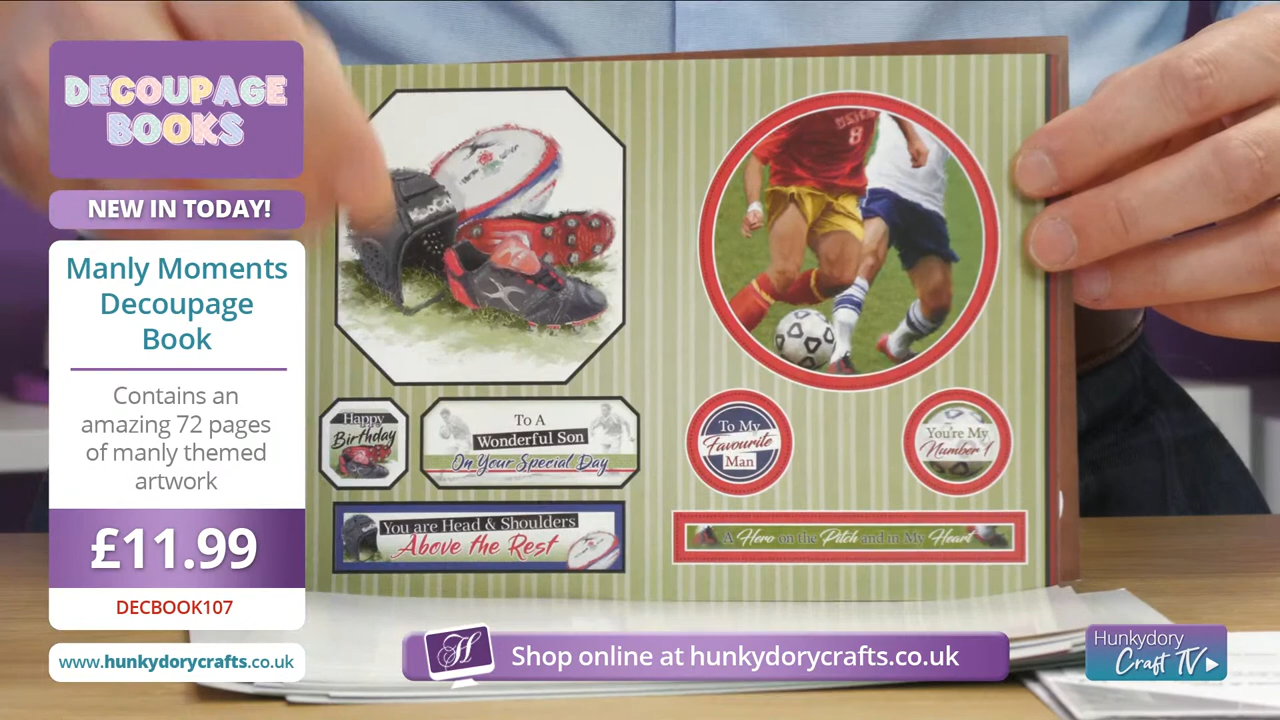 DECOUPAGE
BOOKS
NEW IN TODAY!
Manly Moments
Decoupage
Book
Contains an
amazing 72 pages
of manly themed
artwork
£11.99
DECBOOK107
www.hunkydorycrafts.co.uk
KooGa
8
Happy
Birthday
To A
Wonderful Son
On Your Special Day
You are Head & Shoulders
Above the Rest
To My
Favourite
Man
You're My
Number 1
A Hero on the Pitch and in My Heart
H
Shop online at hunkydorycrafts.co.uk
Hunkydory
Craft TV